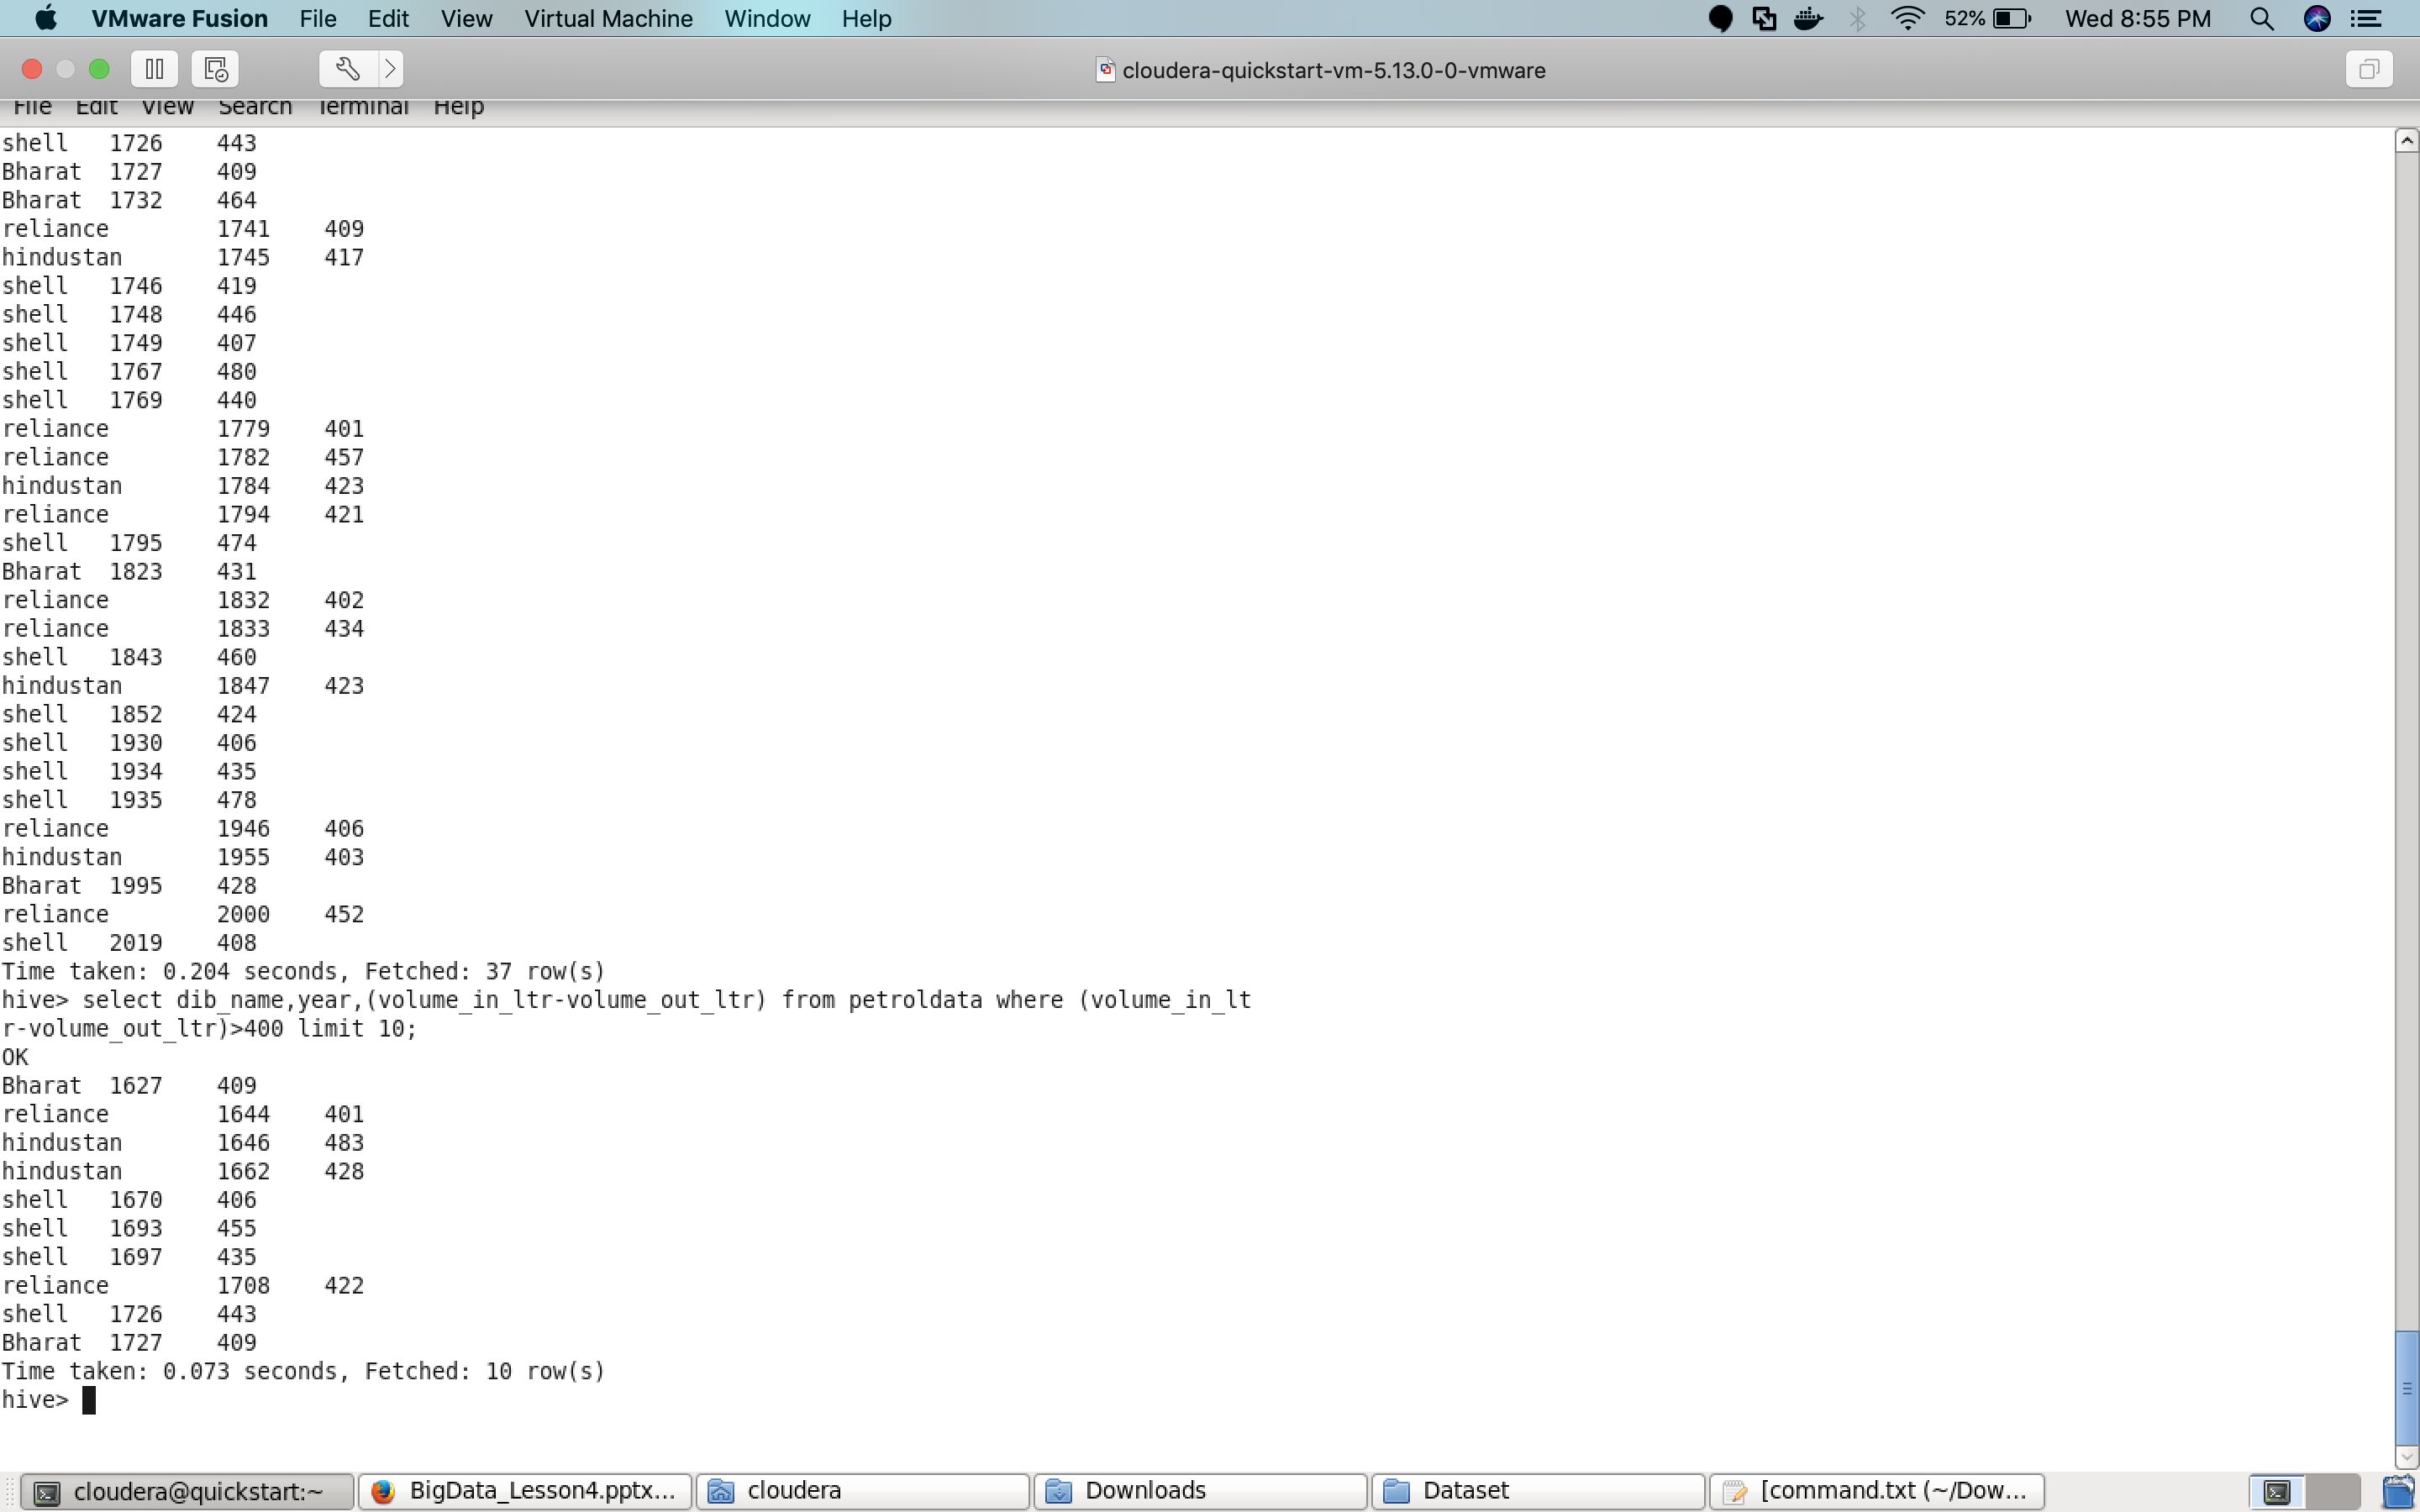 VMware Fusion File Edit View Virtual Machine Window Help 52% Wed 8:55 PM
cloudera-quickstart-vm-5.13.0-0-vmware
File Edit View Search Terminal Help
shell 1726 443
Bharat 1727 409
Bharat 1732 464
reliance 1741 409
hindustan 1745 417
shell 1746 419
shell 1748 446
shell 1749 407
shell 1767 480
shell 1769 440
reliance 1779 401
reliance 1782 457
hindustan 1784 423
reliance 1794 421
shell 1795 474
Bharat 1823 431
reliance 1832 402
reliance 1833 434
shell 1843 460
hindustan 1847 423
shell 1852 424
shell 1930 406
shell 1934 435
shell 1935 478
reliance 1946 406
hindustan 1955 403
Bharat 1995 428
reliance 2000 452
shell 2019 408
Time taken: 0.204 seconds, Fetched: 37 row(s)
hive> select dib_name,year,(volume_in_ltr-volume_out_ltr) from petroldata where (volume_in_lt
r-volume_out_ltr)>400 limit 10;
OK
Bharat 1627 409
reliance 1644 401
hindustan 1646 483
hindustan 1662 428
shell 1670 406
shell 1693 455
shell 1697 435
reliance 1708 422
shell 1726 443
Bharat 1727 409
Time taken: 0.073 seconds, Fetched: 10 row(s)
hive>
cloudera@quickstart:~ BigData_Lesson4.pptx... cloudera Downloads Dataset [command.txt (~/Dow...